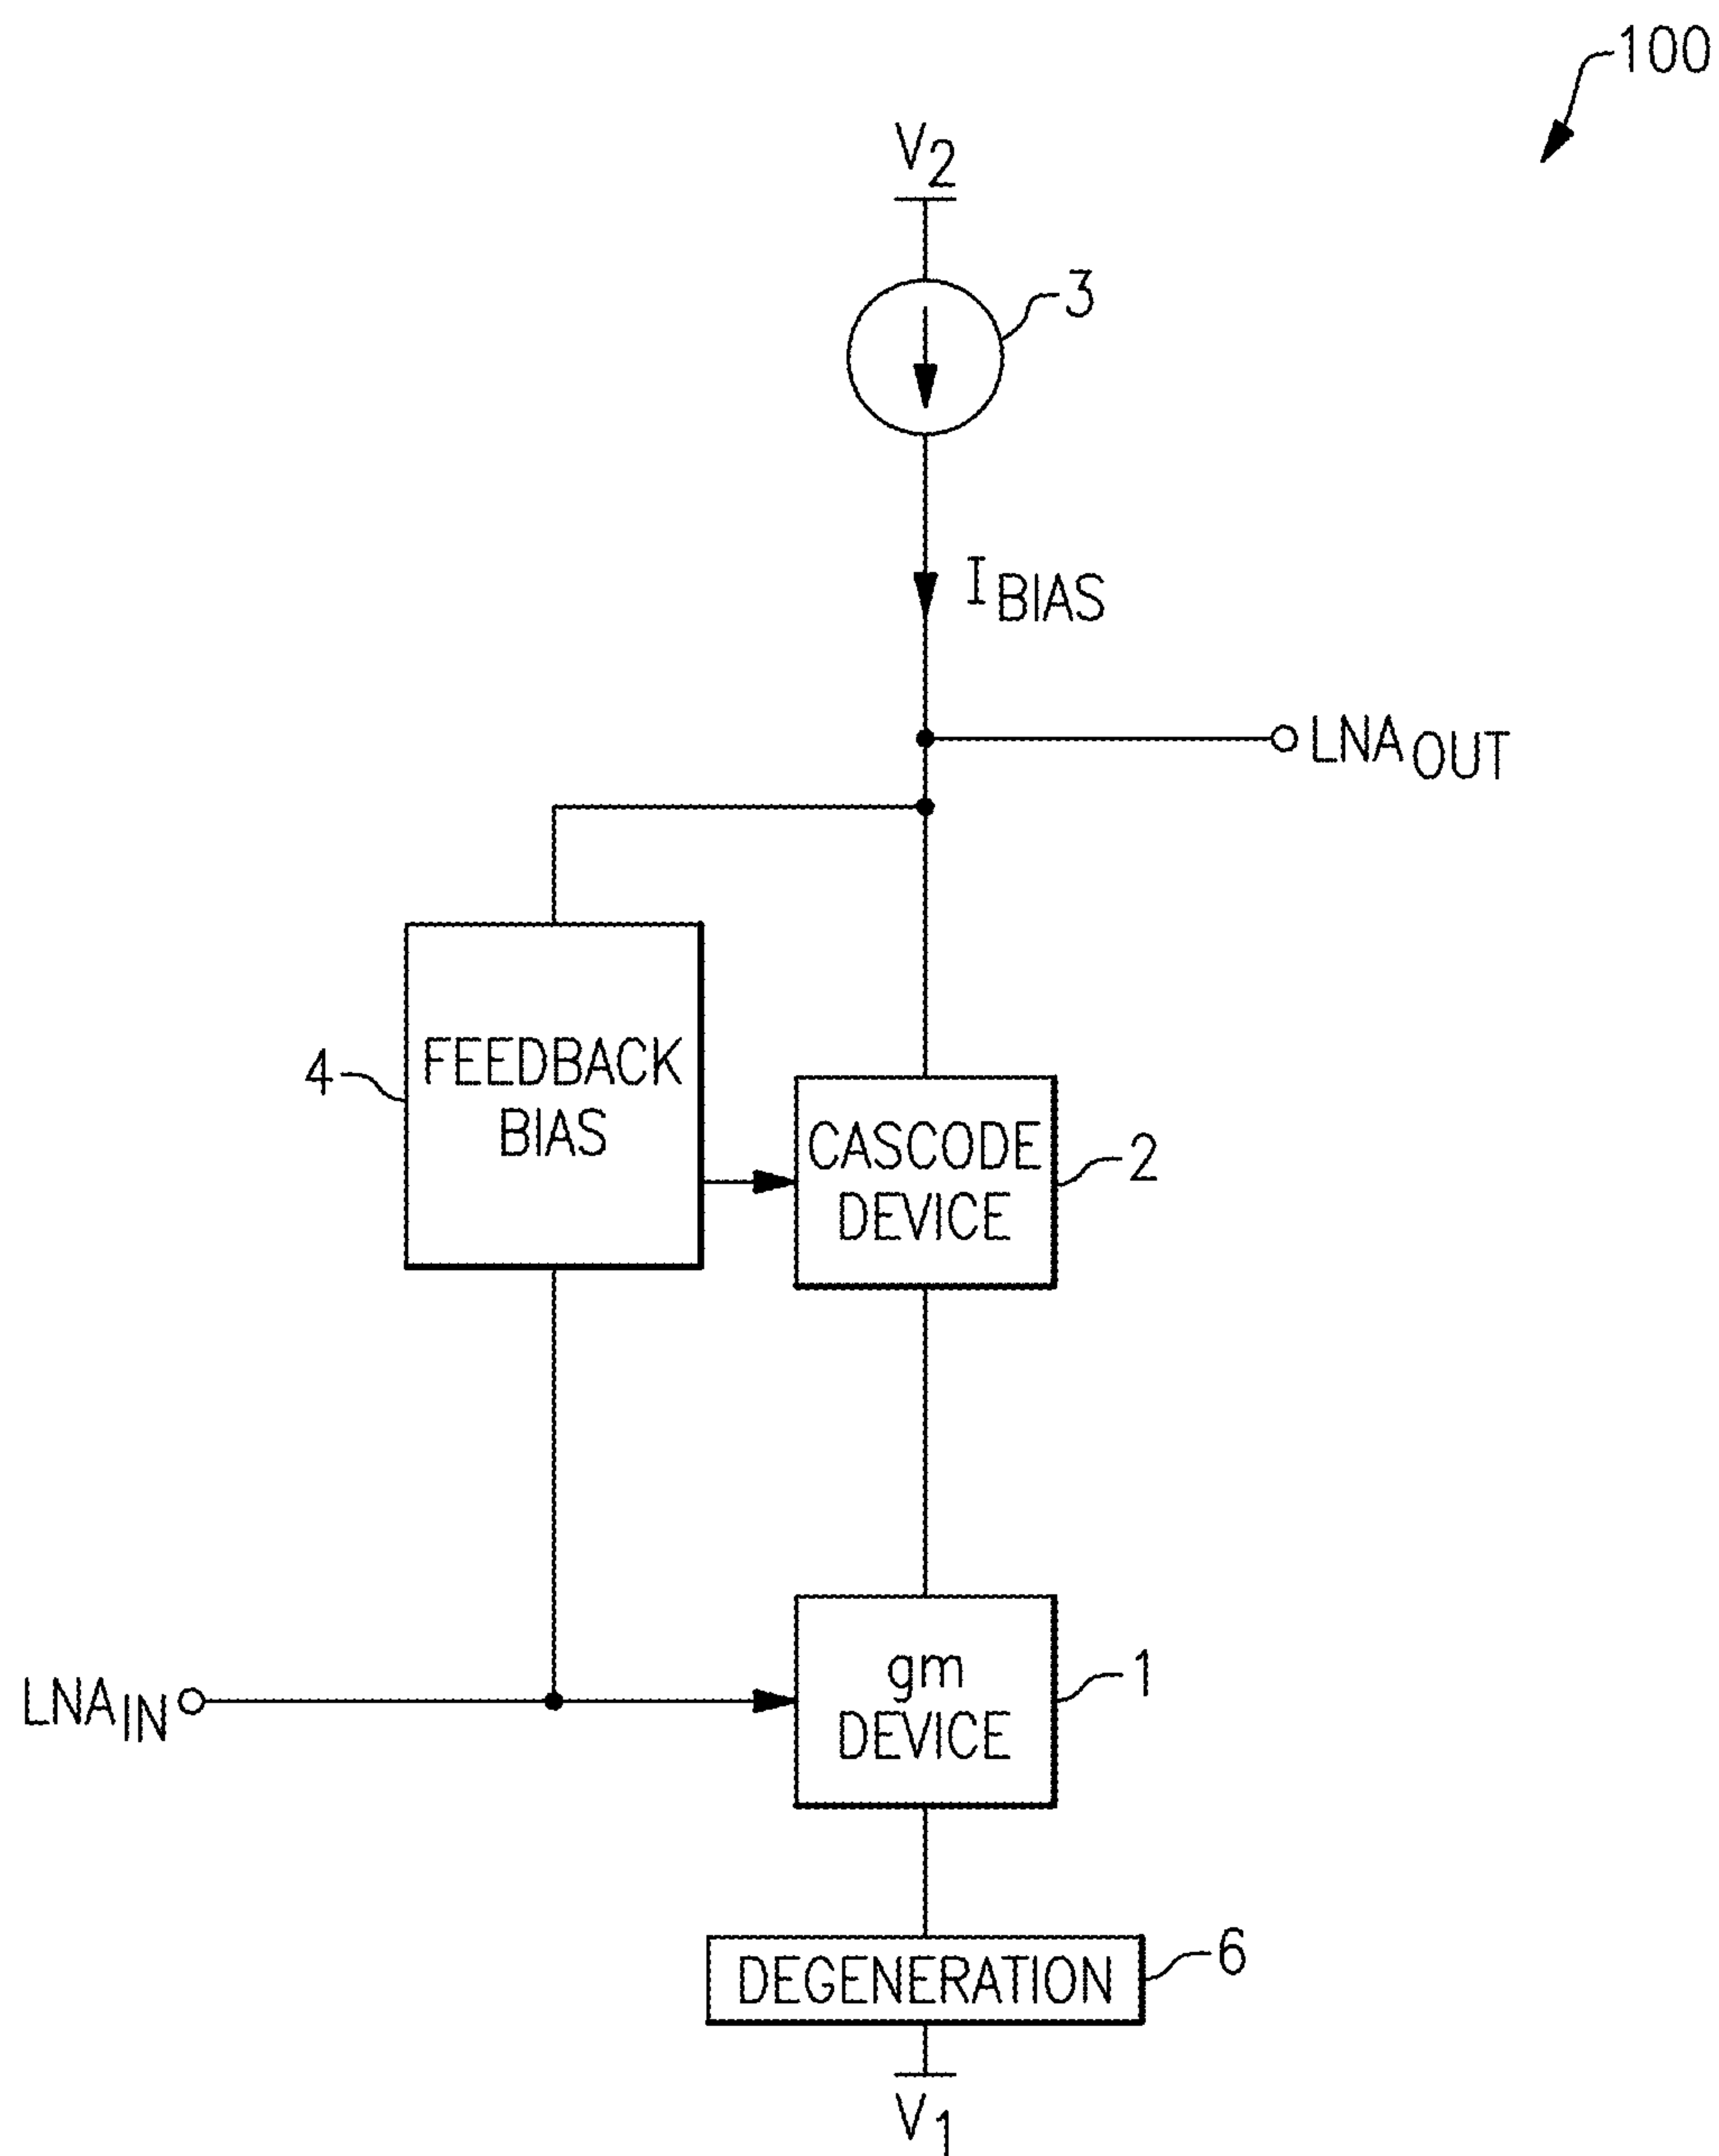 100
V2
3
IBIAS
LNAOUT
FEEDBACK
BIAS
4
CASCODE
DEVICE
2
gm
DEVICE
1
LNAIN
DEGENERATION
6
V1